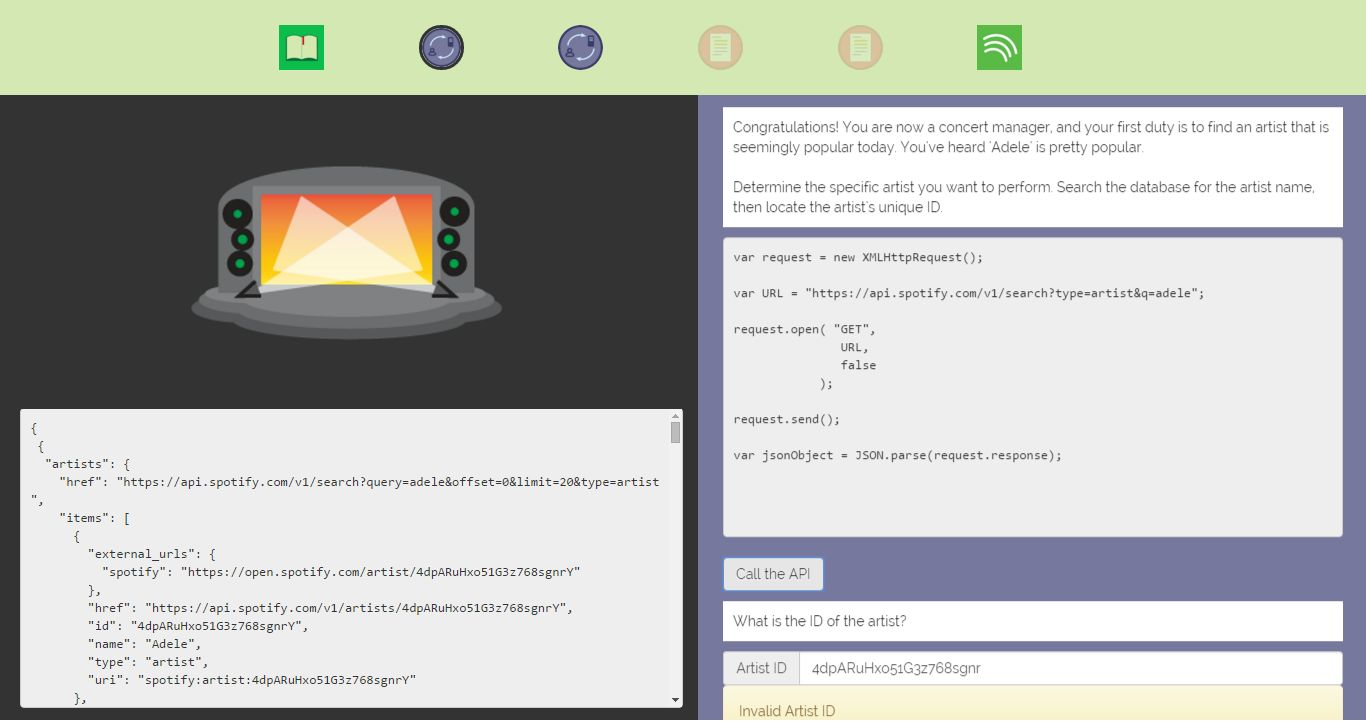 Congratulations! You are now a concert manager, and your first duty is to find an artist that is
seemingly popular today. You've heard 'Adele' is pretty popular.
Determine the specific artist you want to perform. Search the database for the artist name,
then locate the artist's unique ID.
var request = new XMLHttpRequest();
var URL = "https://api.spotify.com/v1/search?type=artist&q=adele";
request.open( "GET",
URL,
false
);
request.send();
var jsonObject = JSON.parse(request.response);
Call the API
What is the ID of the artist?
Artist ID 4dpARuHxo51G3z768sgnr
Invalid Artist ID
{
{
"artists": {
"href": "https://api.spotify.com/v1/search?query=adele&offset=0&limit=20&type=artist
",
"items": [
{
"external_urls": {
"spotify": "https://open.spotify.com/artist/4dpARuHxo51G3z768sgnrY"
},
"href": "https://api.spotify.com/v1/artists/4dpARuHxo51G3z768sgnrY",
"id": "4dpARuHxo51G3z768sgnrY",
"name": "Adele",
"type": "artist",
"uri": "spotify:artist:4dpARuHxo51G3z768sgnrY"
},